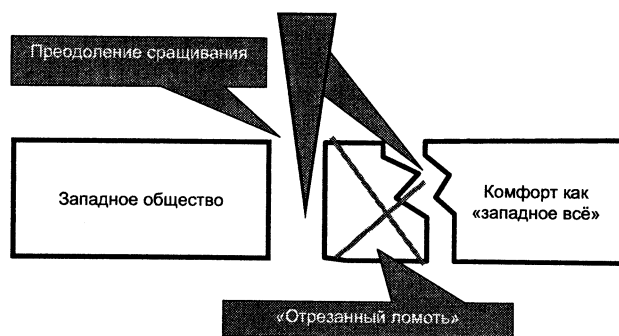 Преодоление сращивания
Западное общество
Комфорт как
«западное всё»
«Отрезанный ломоть»